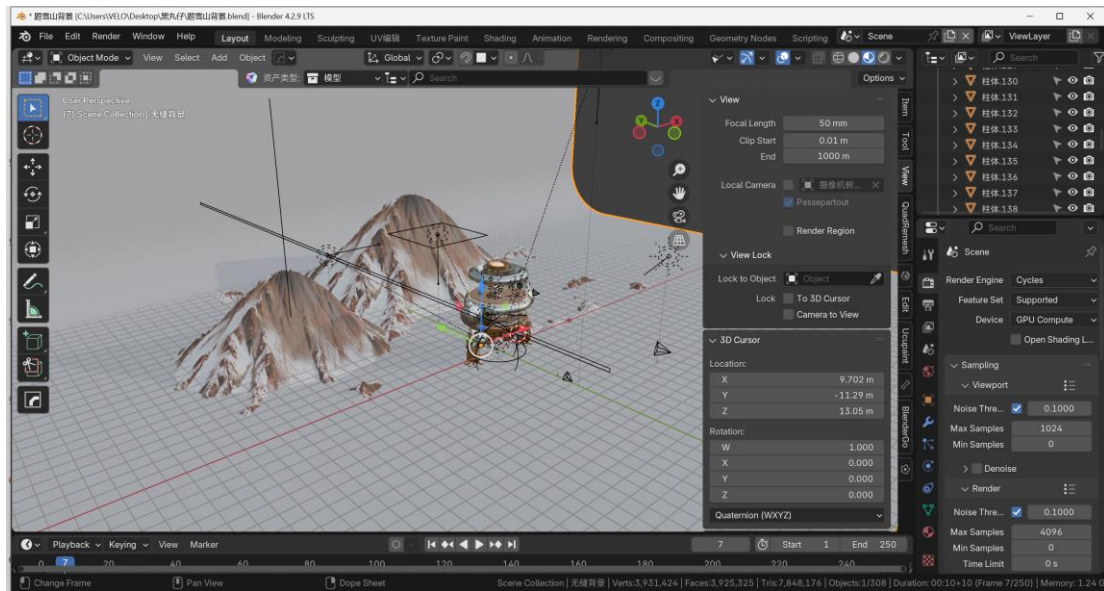 * 题雪山背景 [C:\Users\VELO\Desktop\黑丸仔\题雪山背景.blend] - Blender 4.2.9 LTS
File Edit Render Window Help Layout Modeling Sculpting UV编辑 Texture Paint Shading Animation Rendering Compositing Geometry Nodes Scripting Scene ViewLayer
Object Mode View Select Add Object Global
资产类型: 模型 Search Options
User Perspective
(7) Scene Collection | 无缝背景
X
Y
Z
View
Focal Length 50 mm
Clip Start 0.01 m
End 1000 m
Local Camera 摄像机俯...
Passepartout
Render Region
View Lock
Lock to Object Object
Lock To 3D Cursor
Camera to View
3D Cursor
Location:
X 9.702 m
Y -11.29 m
Z 13.05 m
Rotation:
W 1.000
X 0.000
Y 0.000
Z 0.000
Quaternion (WXYZ)
Item
Tool
View
QuadRemesh
Edit
Ucupaint
BlenderGo
柱体.130
柱体.131
柱体.132
柱体.133
柱体.134
柱体.135
柱体.136
柱体.137
柱体.138
Search
Scene
Render Engine Cycles
Feature Set Supported
Device GPU Compute
Open Shading L...
Sampling
Viewport
Noise Thre... 0.1000
Max Samples 1024
Min Samples 0
Denoise
Render
Noise Thre... 0.1000
Max Samples 4096
Min Samples 0
Time Limit 0 s
Playback Keying View Marker 7 Start 1 End 250
0 7 20 40 60 80 100 120 140 160 180 200 220 240
Change Frame Pan View Dope Sheet Scene Collection | 无缝背景 | Verts:3,931,424 | Faces:3,925,325 | Tris:7,848,176 | Objects:1/308 | Duration: 00:10+10 (Frame 7/250) | Memory: 1.24 G